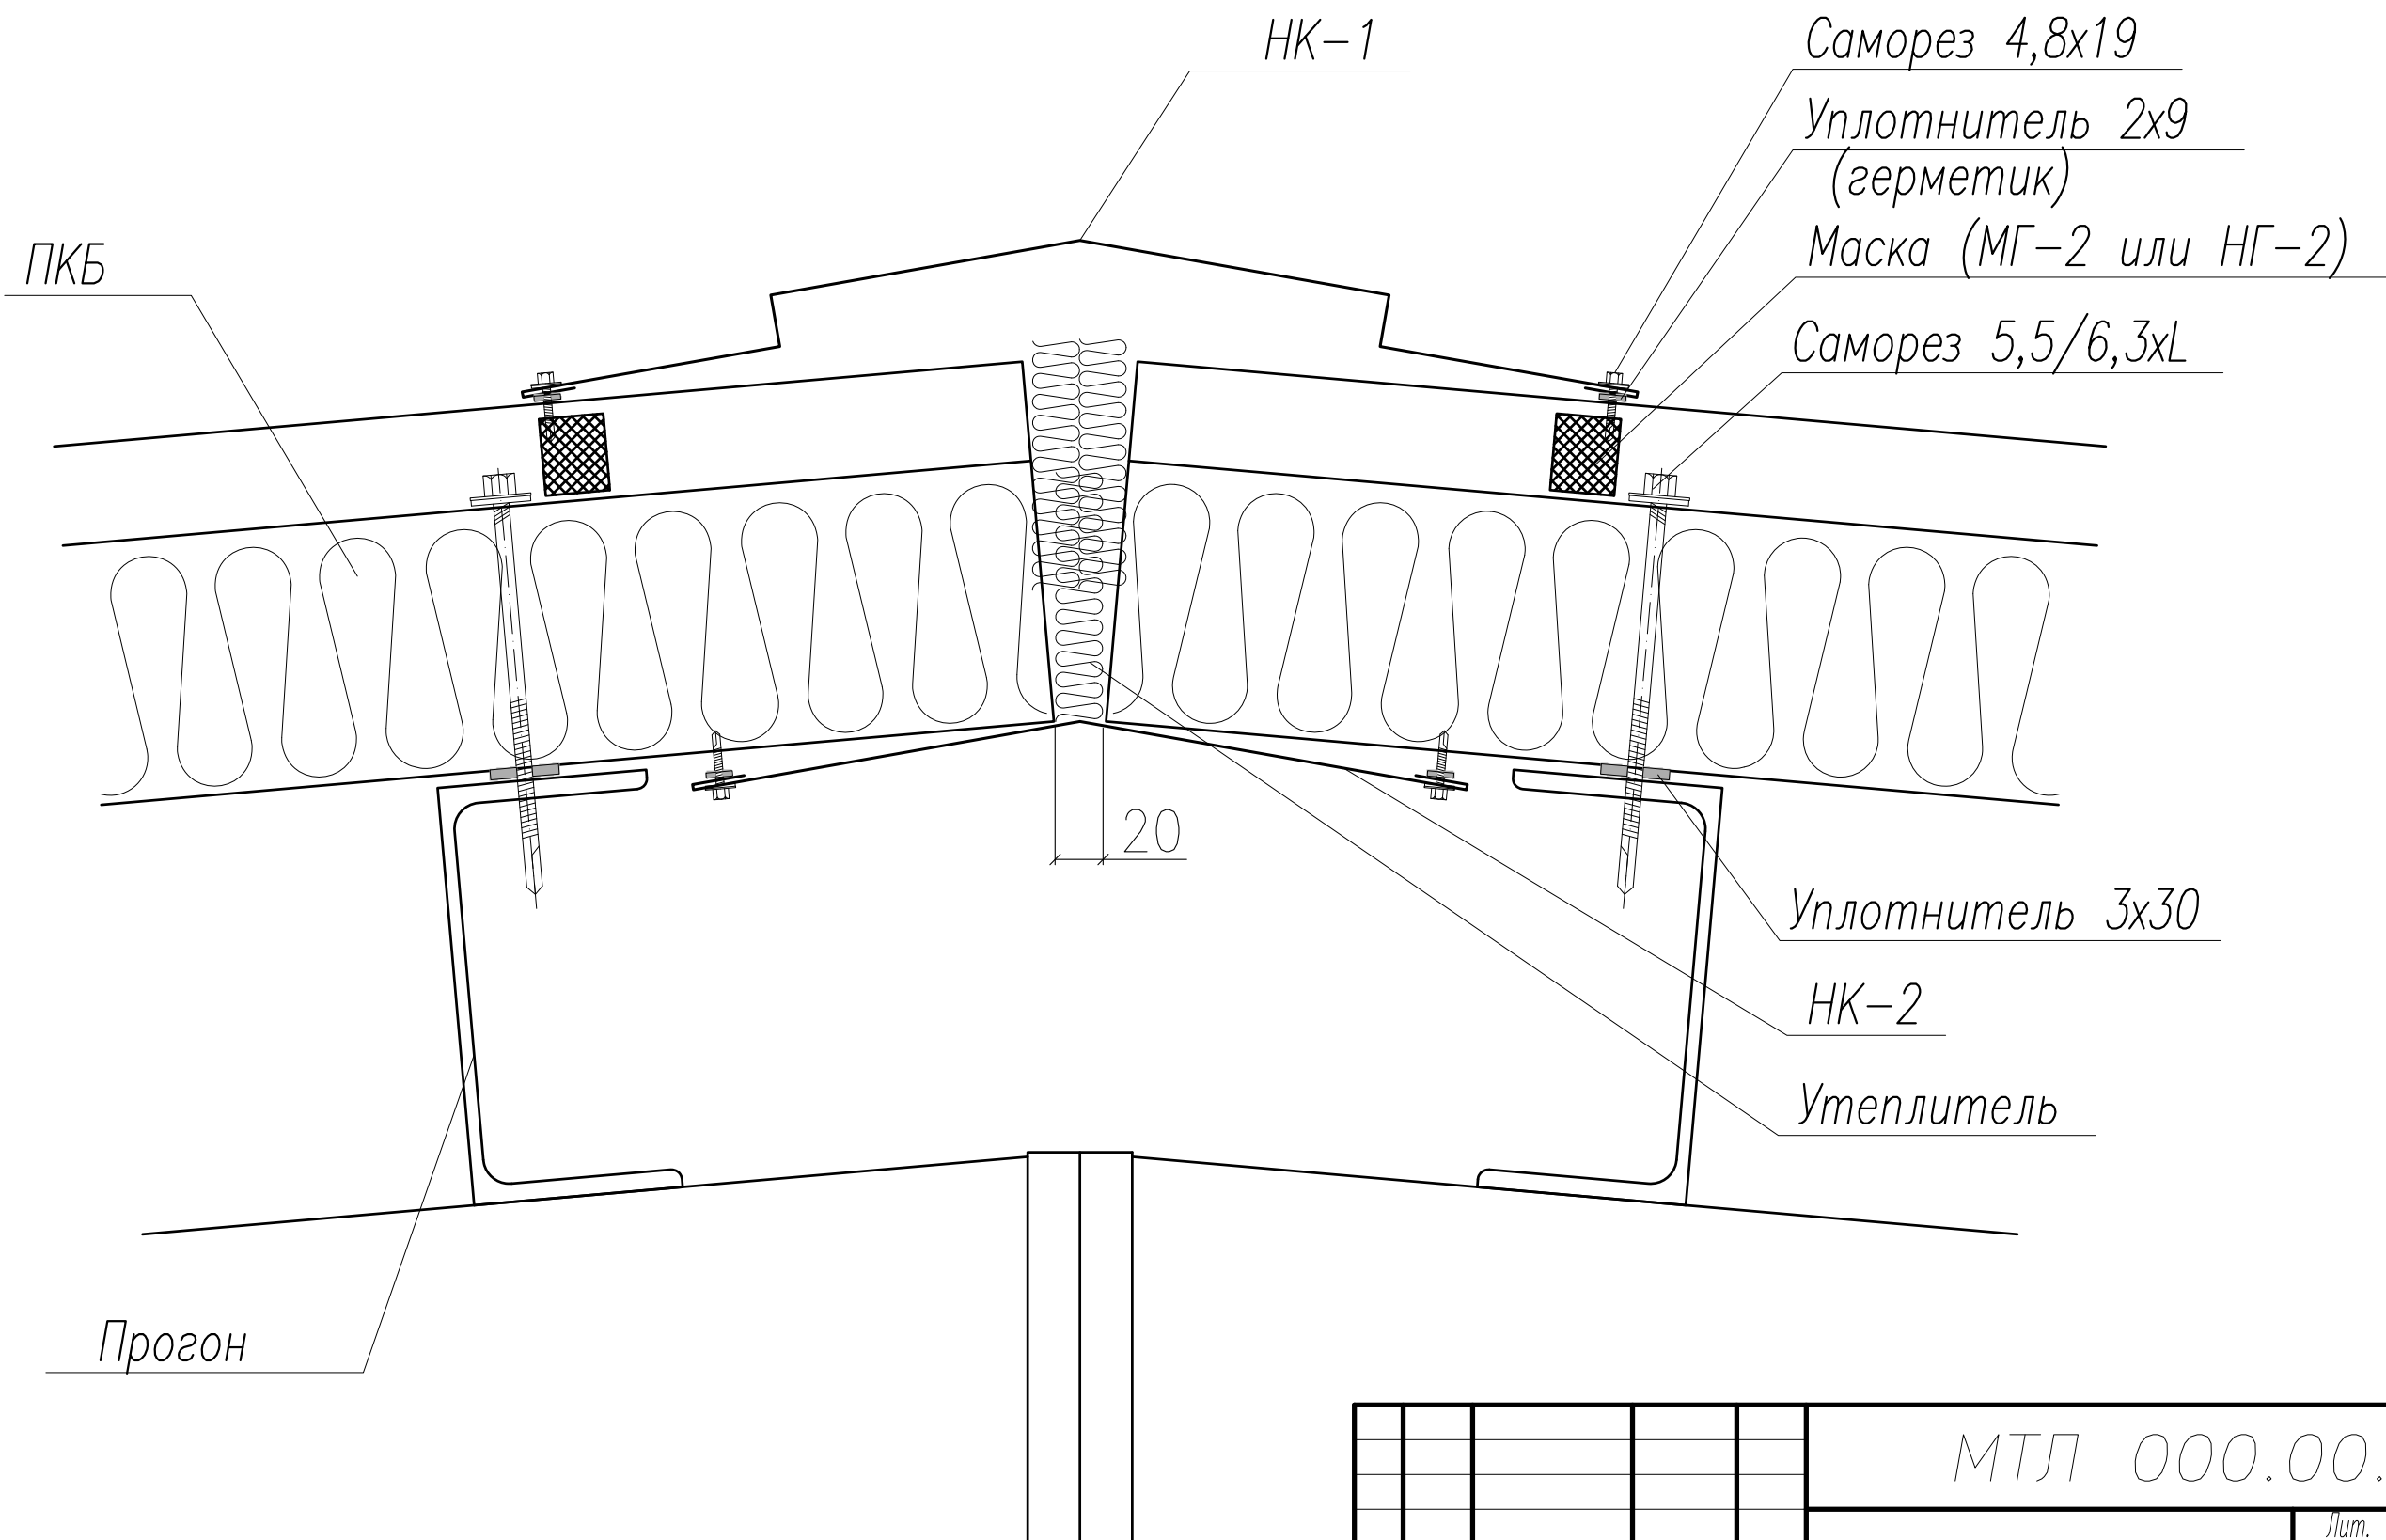 НК-1
Саморез 4,8х19
Уплотнитель 2х9
(герметик)
Маска (МГ-2 или НГ-2)
ПКБ
Саморез 5,5/6,3хL
20
Уплотнитель 3х30
НК-2
Утеплитель
Прогон
МТЛ 000.00.
Лит.